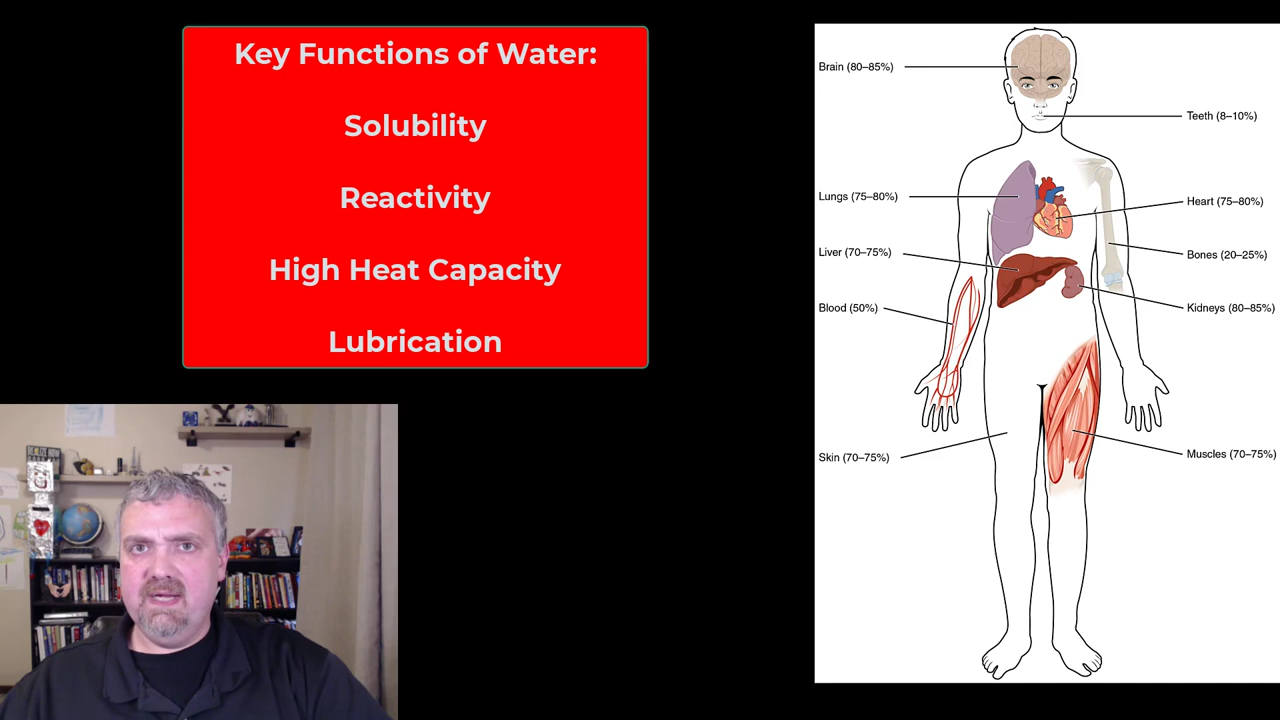 Key Functions of Water:
Solubility
Reactivity
High Heat Capacity
Lubrication
Brain (80–85%)
Teeth (8–10%)
Lungs (75–80%)
Heart (75–80%)
Liver (70–75%)
Bones (20–25%)
Blood (50%)
Kidneys (80–85%)
Skin (70–75%)
Muscles (70–75%)